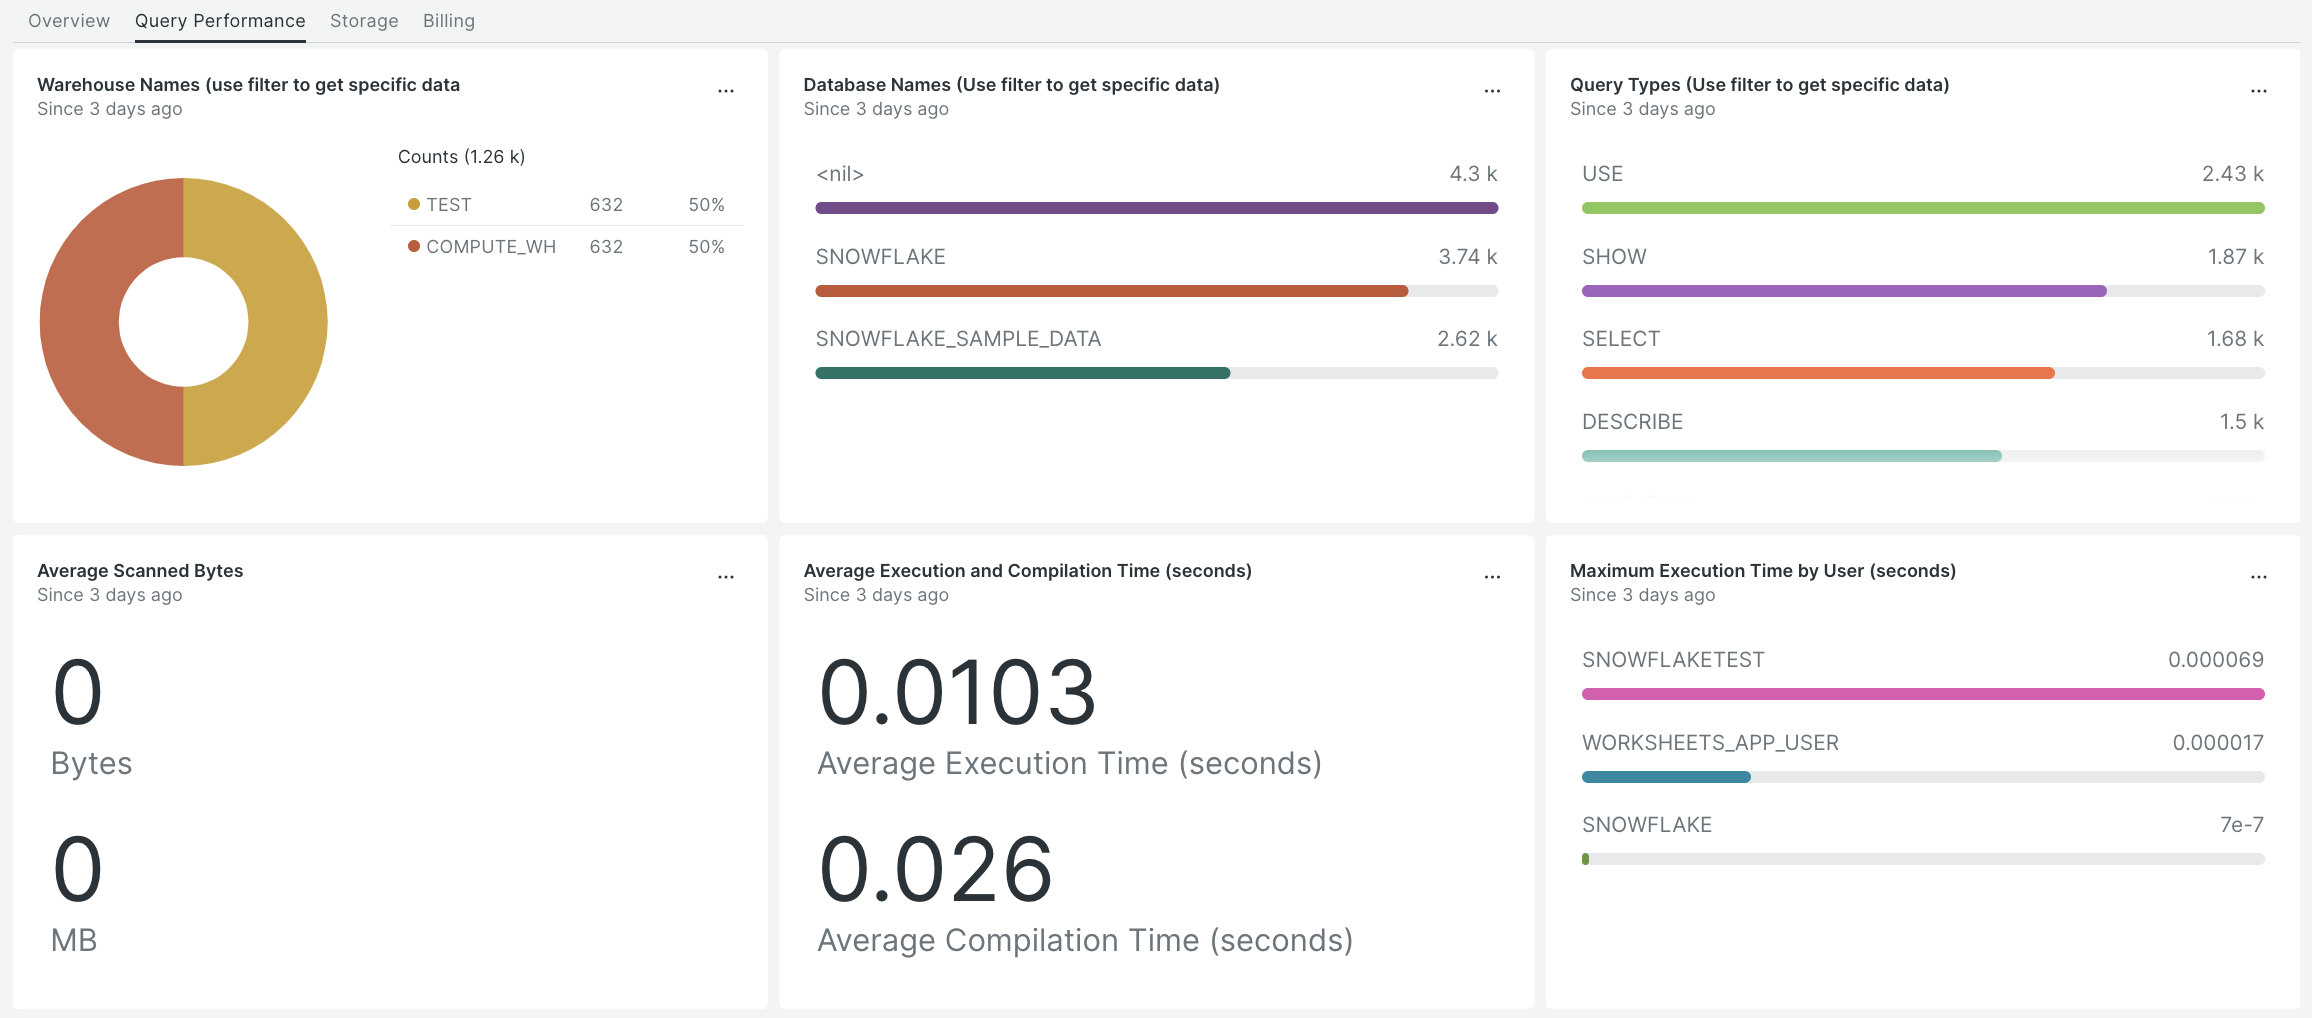 Overview Query Performance Storage Billing
Warehouse Names (use filter to get specific data
...
Since 3 days ago
Counts (1.26 k)
TEST 632 50%
COMPUTE_WH 632 50%
Database Names (Use filter to get specific data)
...
Since 3 days ago
<nil> 4.3 k
SNOWFLAKE 3.74 k
SNOWFLAKE_SAMPLE_DATA 2.62 k
Query Types (Use filter to get specific data)
...
Since 3 days ago
USE 2.43 k
SHOW 1.87 k
SELECT 1.68 k
DESCRIBE 1.5 k
Average Scanned Bytes
...
Since 3 days ago
0
Bytes
0
MB
Average Execution and Compilation Time (seconds)
...
Since 3 days ago
0.0103
Average Execution Time (seconds)
0.026
Average Compilation Time (seconds)
Maximum Execution Time by User (seconds)
...
Since 3 days ago
SNOWFLAKETEST 0.000069
WORKSHEETS_APP_USER 0.000017
SNOWFLAKE 7e-7